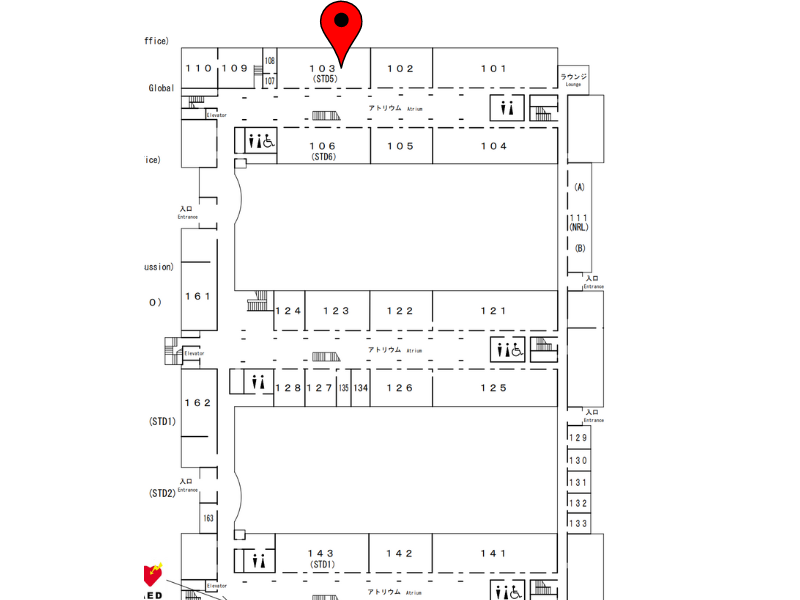 ffice)
110
109
108
107
103
(STD5)
102
101
ラウンジ
Lounge
Global
アトリウム Atrium
Elevator
ice)
106
(STD6)
105
104
(A)
111
(NRL)
(B)
入口
Entrance
ussion)
入口
Entrance
O)
161
124
123
122
121
アトリウム Atrium
Elevator
162
128
127
135
134
126
125
(STD1)
入口
Entrance
129
130
131
132
133
入口
Entrance
(STD2)
163
143
(STD1)
142
141
Elevator
アトリウム Atrium
ED